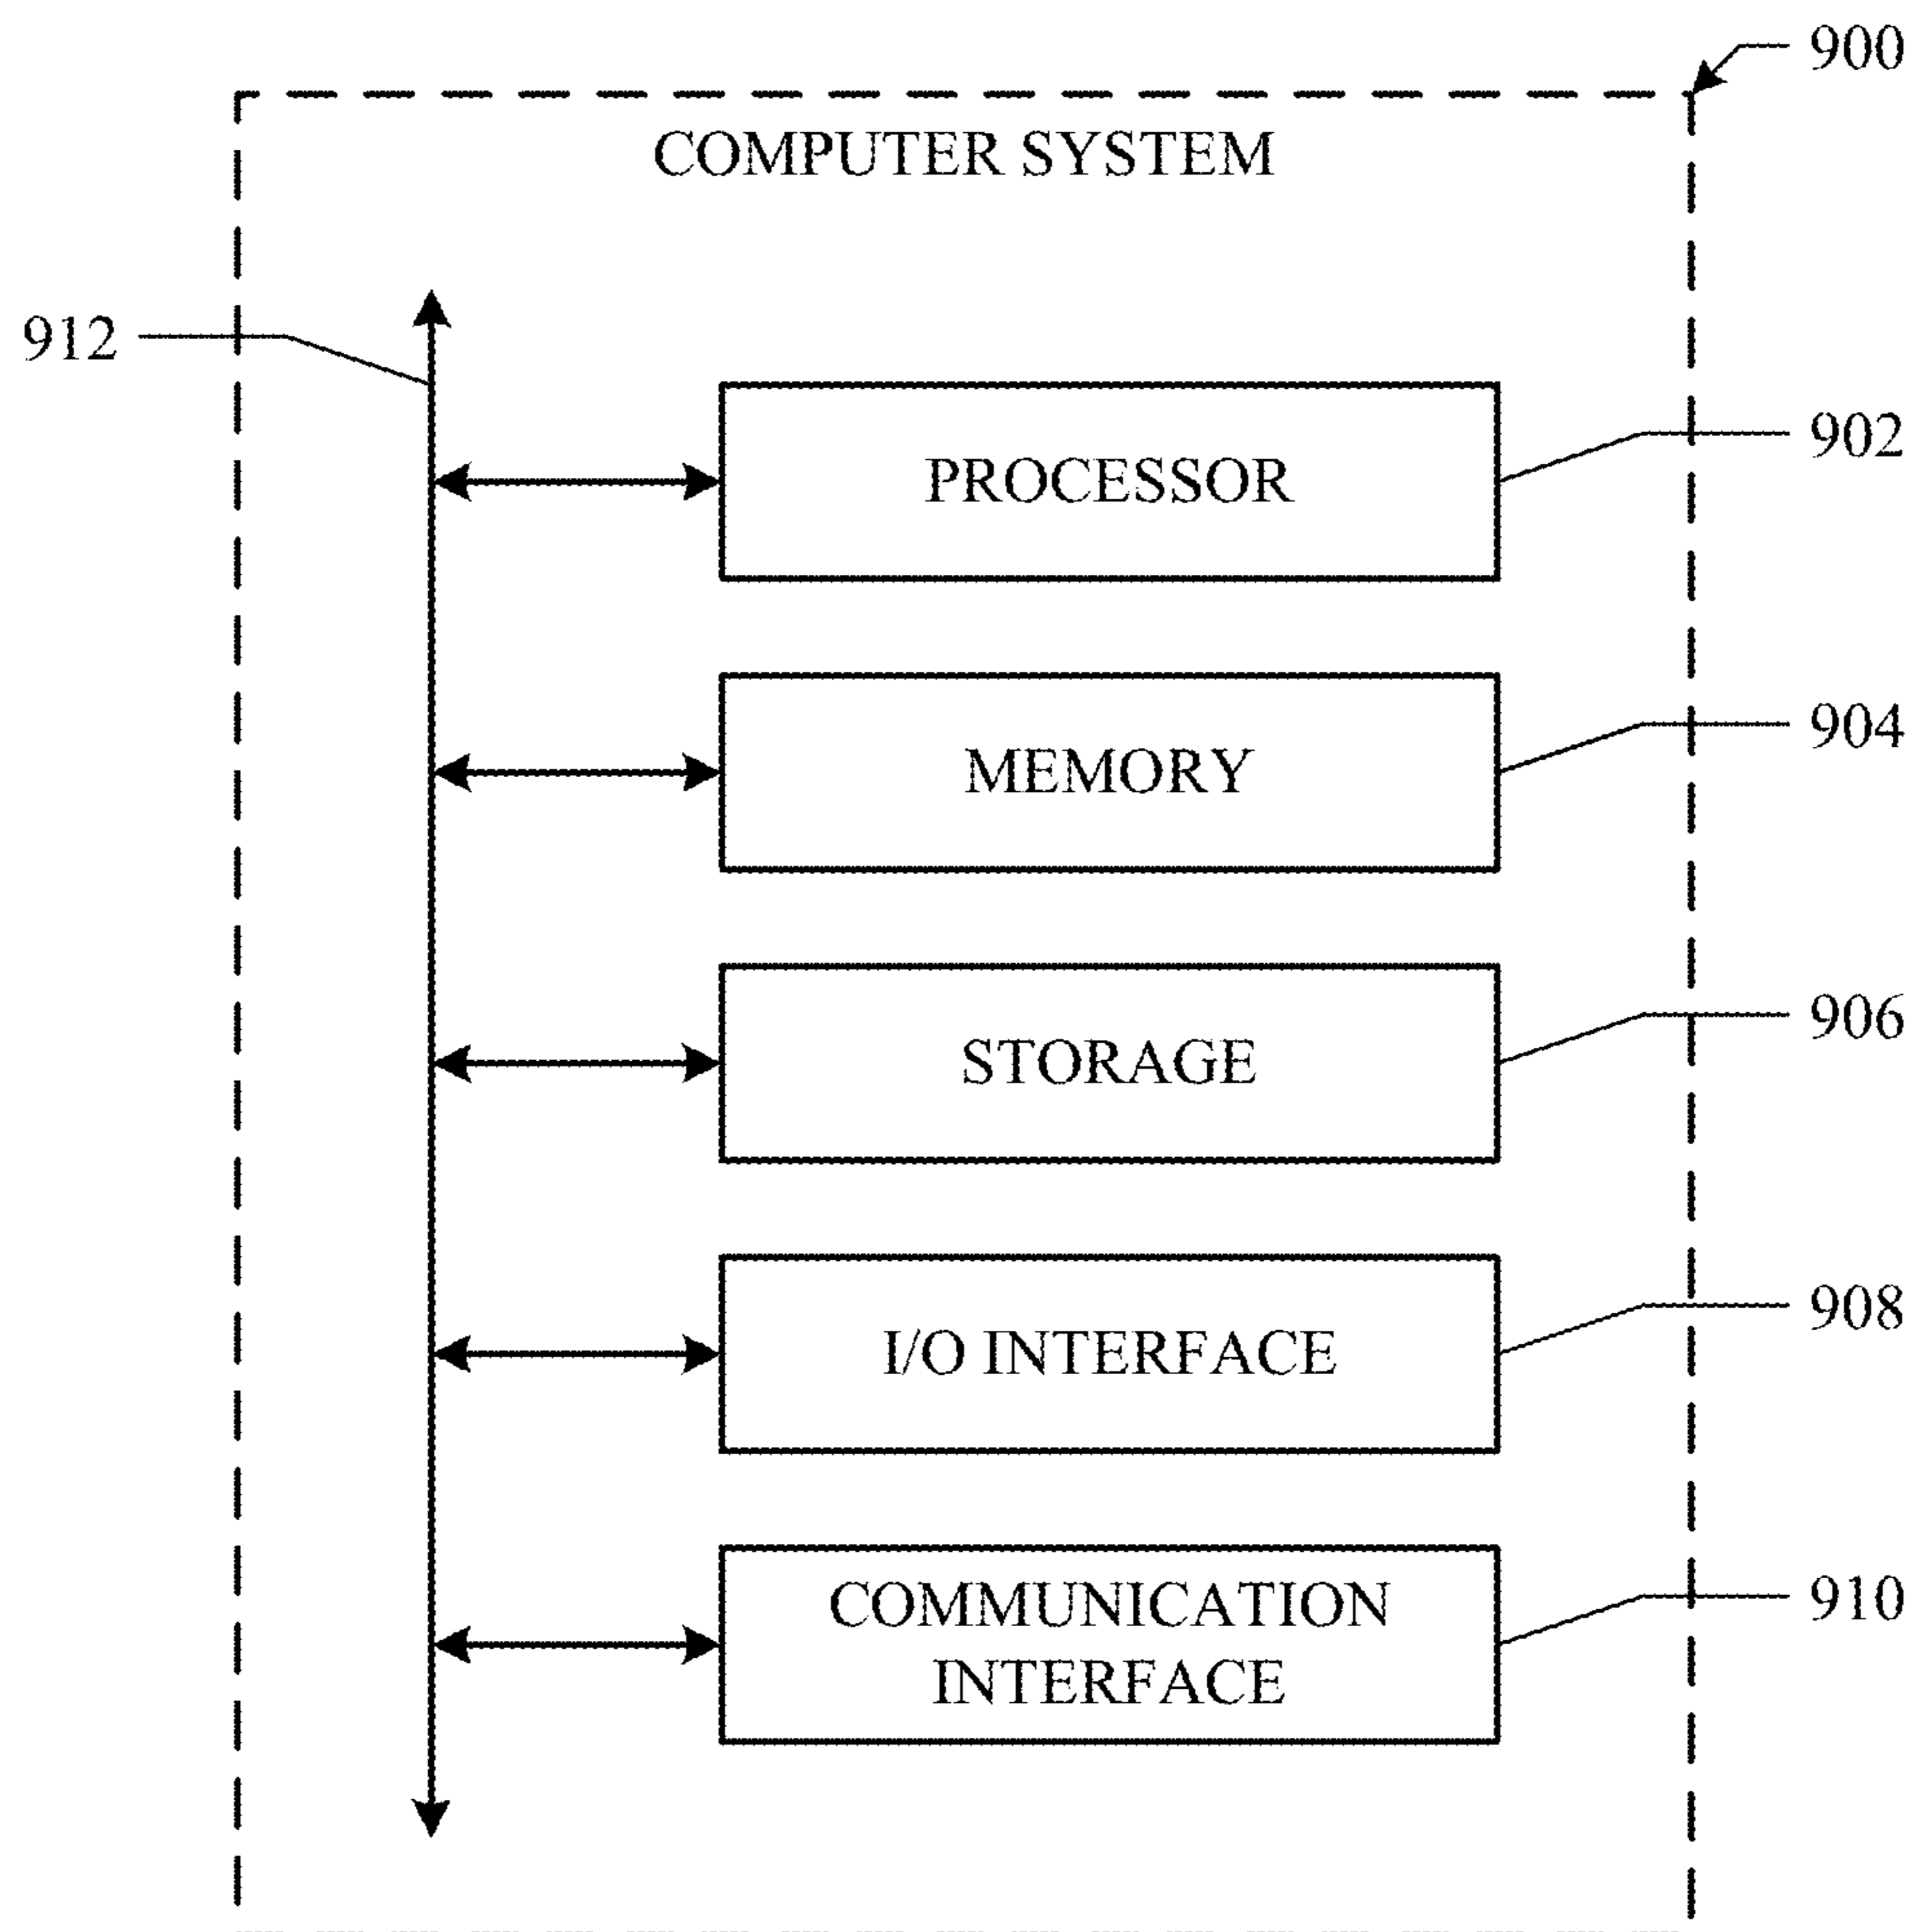 900
COMPUTER SYSTEM
912
902
PROCESSOR
904
MEMORY
906
STORAGE
908
I/O INTERFACE
910
COMMUNICATION
INTERFACE